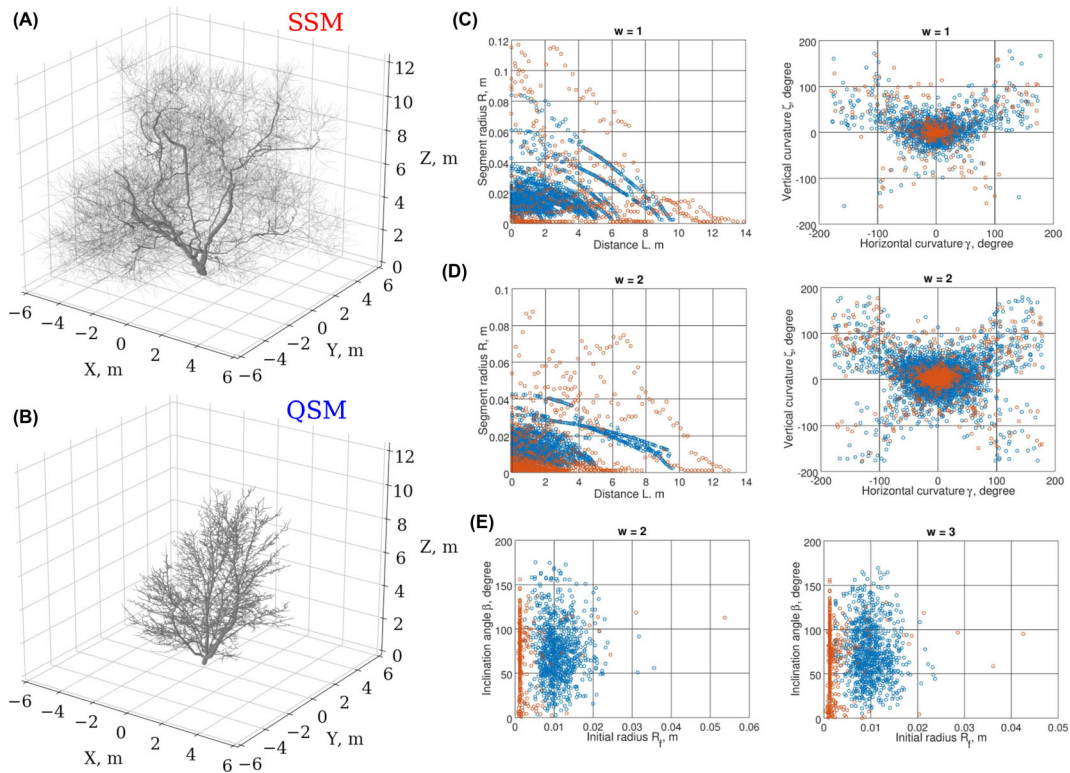 (A)
SSM
12
10
8
6
4
2
0
Z, m
−6
−4
−2
0
2
4
6
X, m
−6
−4
−2
0
2
4
6
Y, m
(B)
QSM
12
10
8
6
4
2
0
Z, m
−6
−4
−2
0
2
4
6
X, m
−6
−4
−2
0
2
4
6
Y, m
(C)
w = 1
Segment radius R, m
0.12
0.1
0.08
0.06
0.04
0.02
0
0 2 4 6 8 10 12 14
Distance L. m
w = 1
Vertical curvature ζ, degree
200
100
0
-100
-200
-200 -100 0 100 200
Horizontal curvature γ, degree
(D)
w = 2
Segment radius R, m
0.1
0.08
0.06
0.04
0.02
0
0 2 4 6 8 10 12 14
Distance L. m
w = 2
Vertical curvature ζ, degree
200
100
0
-100
-200
-200 -100 0 100 200
Horizontal curvature γ, degree
(E)
w = 2
Inclination angle β, degree
200
150
100
50
0
0 0.01 0.02 0.03 0.04 0.05 0.06
Initial radius R_f, m
w = 3
Inclination angle β, degree
200
150
100
50
0
0 0.01 0.02 0.03 0.04 0.05
Initial radius R_f, m